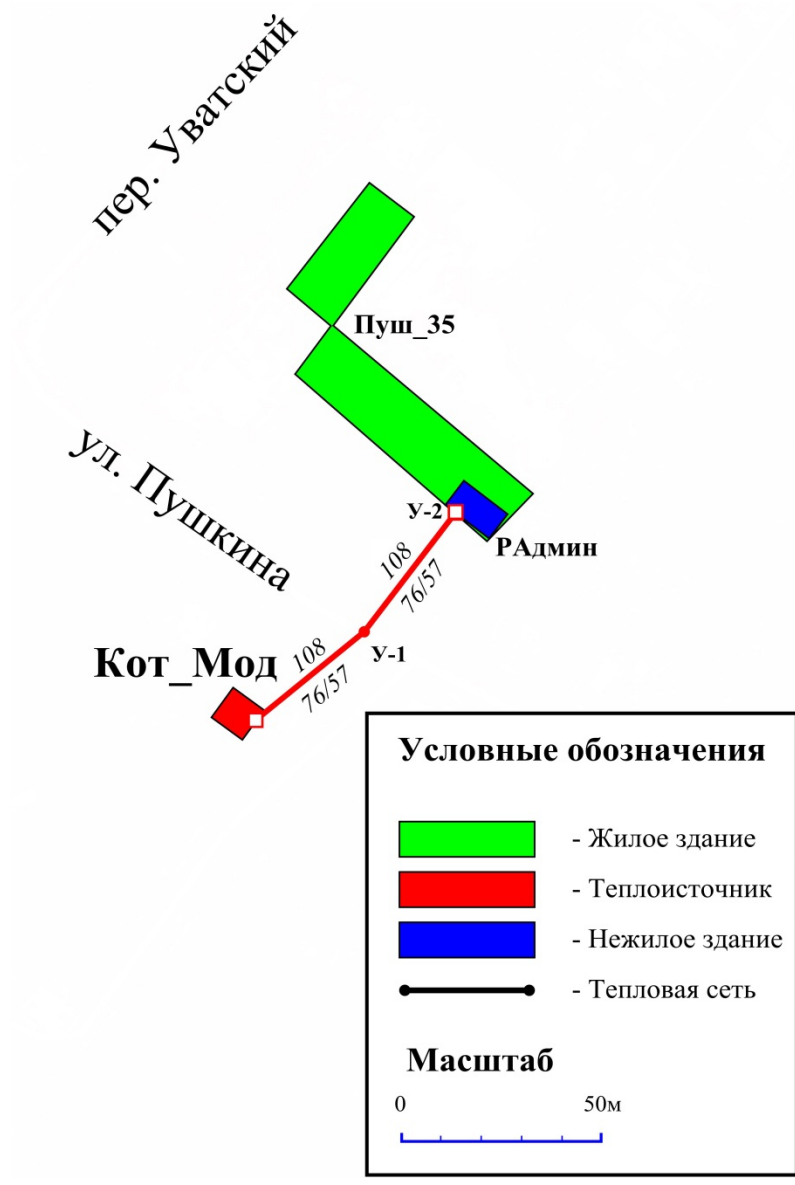 пер. Уватский
Пуш_35
ул. Пушкина
У-2
РАдмин
108
76/57
У-1
Кот_Мод
108
76/57
Условные обозначения
- Жилое здание
- Теплоисточник
- Нежилое здание
- Тепловая сеть
Масштаб
0 50м